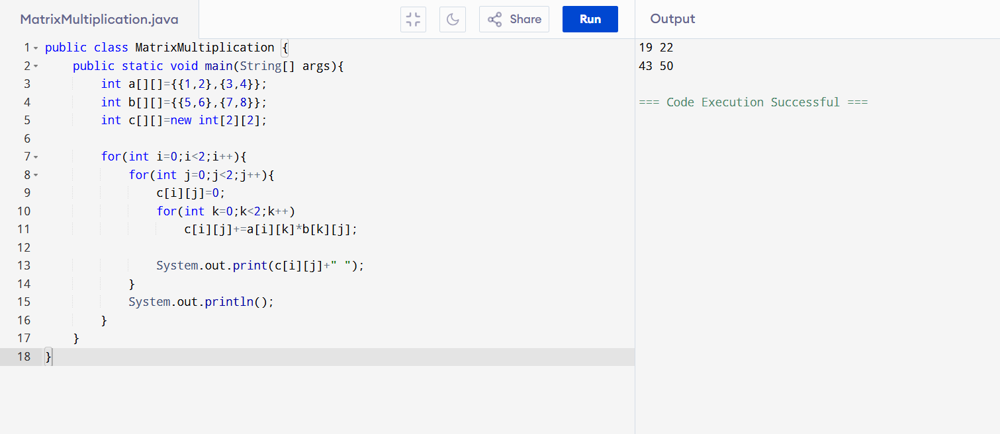 MatrixMultiplication.java
Share
Run
Output
1 public class MatrixMultiplication {
2     public static void main(String[] args){
3         int a[][]={{1,2},{3,4}};
4         int b[][]={{5,6},{7,8}};
5         int c[][]=new int[2][2];
6
7         for(int i=0;i<2;i++){
8             for(int j=0;j<2;j++){
9                 c[i][j]=0;
10                 for(int k=0;k<2;k++)
11                     c[i][j]+=a[i][k]*b[k][j];
12
13                 System.out.print(c[i][j]+" ");
14             }
15             System.out.println();
16         }
17     }
18 }
19 22
43 50
=== Code Execution Successful ===